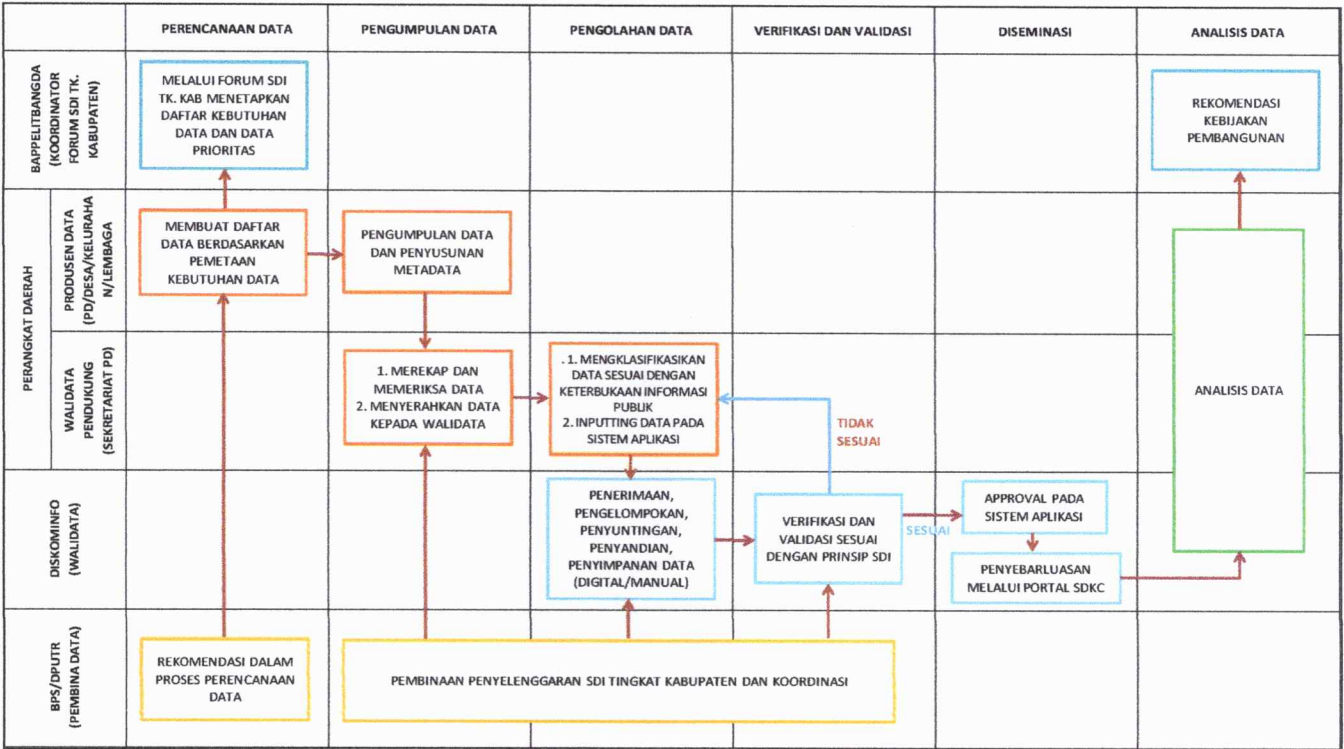 PERENCANAAN DATA
PENGUMPULAN DATA
PENGOLAHAN DATA
VERIFIKASI DAN VALIDASI
DISEMINASI
ANALISIS DATA
BAPPELITBANGDA
(KOORDINATOR
FORUM SDI TK.
KABUPATEN)
MELALUI FORUM SDI
TK. KAB MENETAPKAN
DAFTAR KEBUTUHAN
DATA DAN DATA
PRIORITAS
REKOMENDASI
KEBIJAKAN
PEMBANGUNAN
PERANGKAT DAERAH
PRODUSEN DATA
(PD/DESA/KELURAHA
N/LEMBAGA
MEMBUAT DAFTAR
DATA BERDASARKAN
PEMETAAN
KEBUTUHAN DATA
PENGUMPULAN DATA
DAN PENYUSUNAN
METADATA
WALIDATA
PENDUKUNG
(SEKRETARIAT PD)
1. MEREKAP DAN
MEMERIKSA DATA
2. MENYERAHKAN DATA
KEPADA WALIDATA
. 1. MENGKLASIFIKASIKAN
DATA SESUAI DENGAN
KETERBUKAAN INFORMASI
PUBLIK
2. INPUTTING DATA PADA
SISTEM APLIKASI
TIDAK
SESUAI
ANALISIS DATA
DISKOMINFO
(WALIDATA)
PENERIMAAN,
PENGELOMPOKAN,
PENYUNTINGAN,
PENYANDIAN,
PENYIMPANAN DATA
(DIGITAL/MANUAL)
VERIFIKASI DAN
VALIDASI SESUAI
DENGAN PRINSIP SDI
SESUAI
APPROVAL PADA
SISTEM APLIKASI
PENYEBARLUASAN
MELALUI PORTAL SDKC
BPS/DPUTR
(PEMBINA DATA)
REKOMENDASI DALAM
PROSES PERENCANAAN
DATA
PEMBINAAN PENYELENGGARAN SDI TINGKAT KABUPATEN DAN KOORDINASI